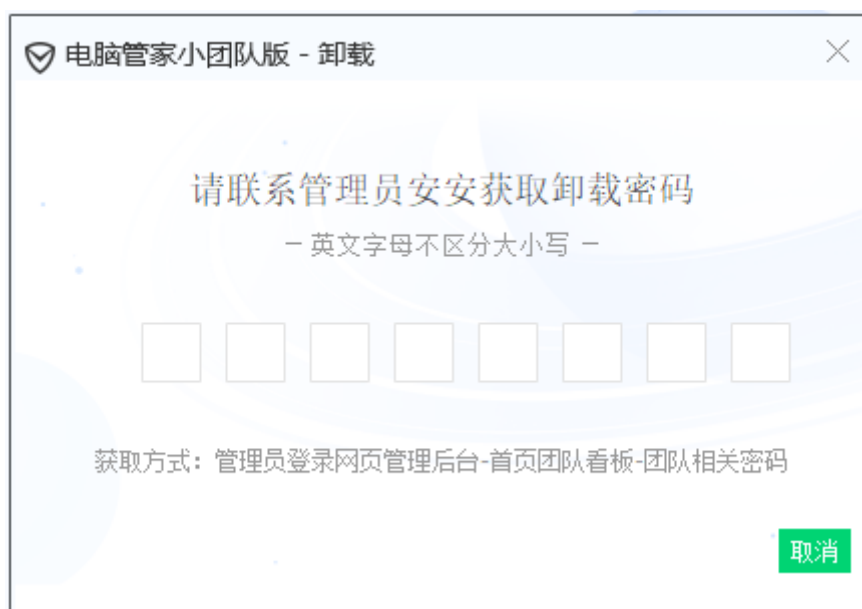 电脑管家小团队版 - 卸载
请联系管理员安安获取卸载密码
— 英文字母不区分大小写 —
获取方式：管理员登录网页管理后台-首页团队看板-团队相关密码
取消